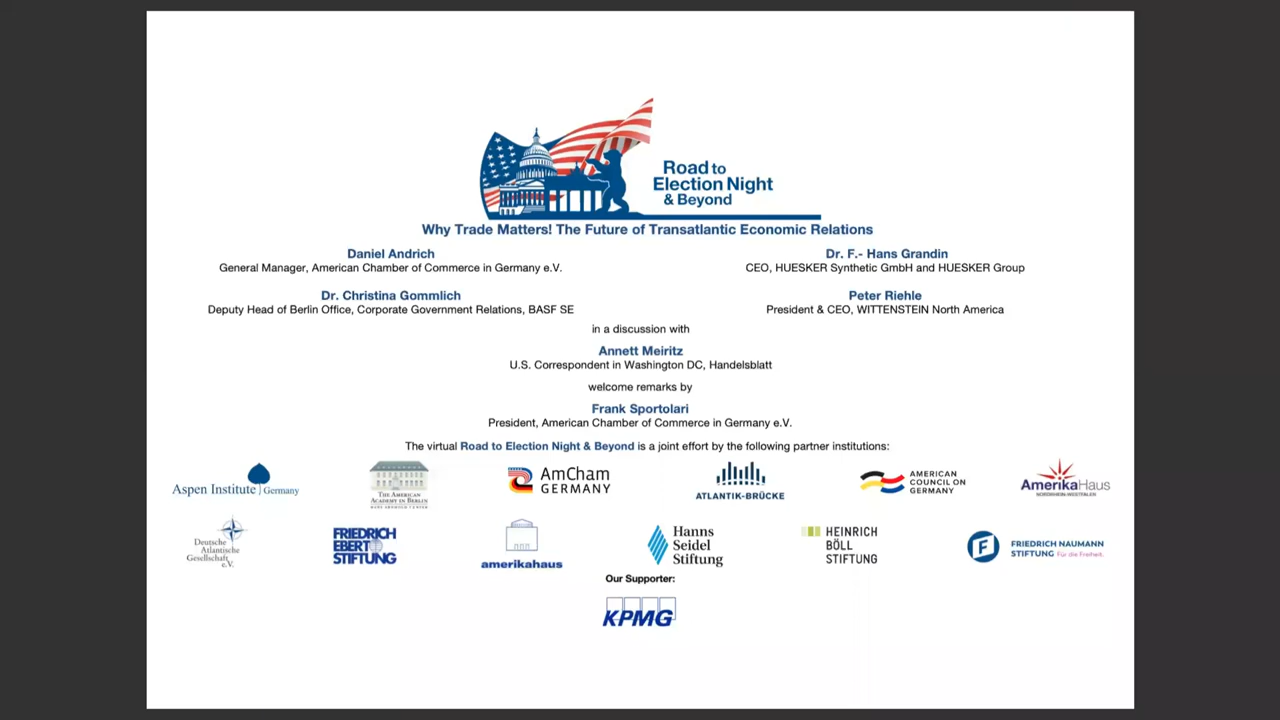 Road to
Election Night
& Beyond
Why Trade Matters! The Future of Transatlantic Economic Relations
Daniel Andrich
General Manager, American Chamber of Commerce in Germany e.V.
Dr. F.- Hans Grandin
CEO, HUESKER Synthetic GmbH and HUESKER Group
Dr. Christina Gommlich
Deputy Head of Berlin Office, Corporate Government Relations, BASF SE
Peter Riehle
President & CEO, WITTENSTEIN North America
in a discussion with
Annett Meiritz
U.S. Correspondent in Washington DC, Handelsblatt
welcome remarks by
Frank Sportolari
President, American Chamber of Commerce in Germany e.V.
The virtual Road to Election Night & Beyond is a joint effort by the following partner institutions:
Aspen Institute | Germany
THE AMERICAN
ACADEMY IN BERLIN
HANS ARNHOLD CENTER
AmCham
GERMANY
ATLANTIK-BRÜCKE
AMERICAN
COUNCIL ON
GERMANY
AmerikaHaus
NORDRHEIN-WESTFALEN
Deutsche
Atlantische
Gesellschaft
e.V.
FRIEDRICH
EBERT
STIFTUNG
amerikahaus
Hanns
Seidel
Stiftung
HEINRICH
BÖLL
STIFTUNG
F
FRIEDRICH NAUMANN
STIFTUNG Für die Freiheit.
Our Supporter:
KPMG